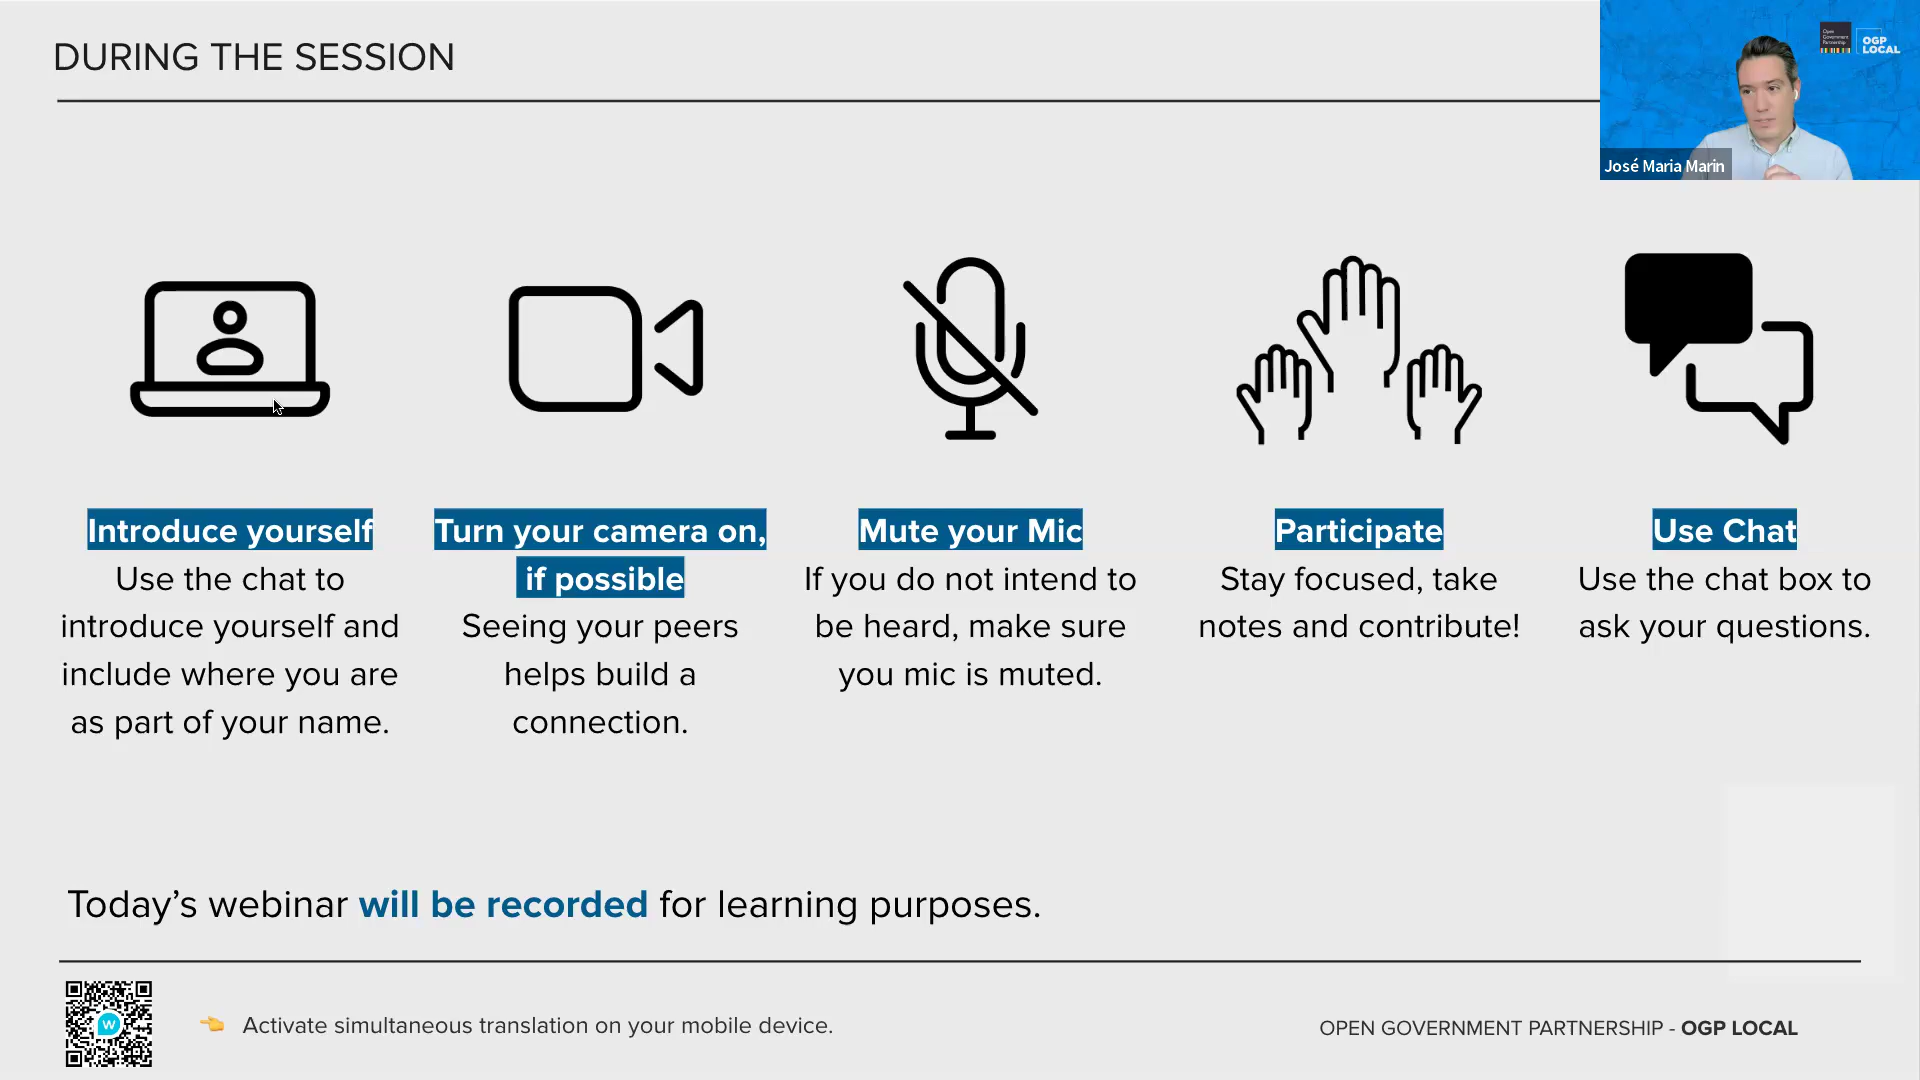 DURING THE SESSION
Open
Government
Partnership
OGP
LOCAL
José Maria Marin
Introduce yourself
Use the chat to
introduce yourself and
include where you are
as part of your name.
Turn your camera on,
if possible
Seeing your peers
helps build a
connection.
Mute your Mic
If you do not intend to
be heard, make sure
you mic is muted.
Participate
Stay focused, take
notes and contribute!
Use Chat
Use the chat box to
ask your questions.
Today’s webinar will be recorded for learning purposes.
W
👈 Activate simultaneous translation on your mobile device.
OPEN GOVERNMENT PARTNERSHIP - OGP LOCAL